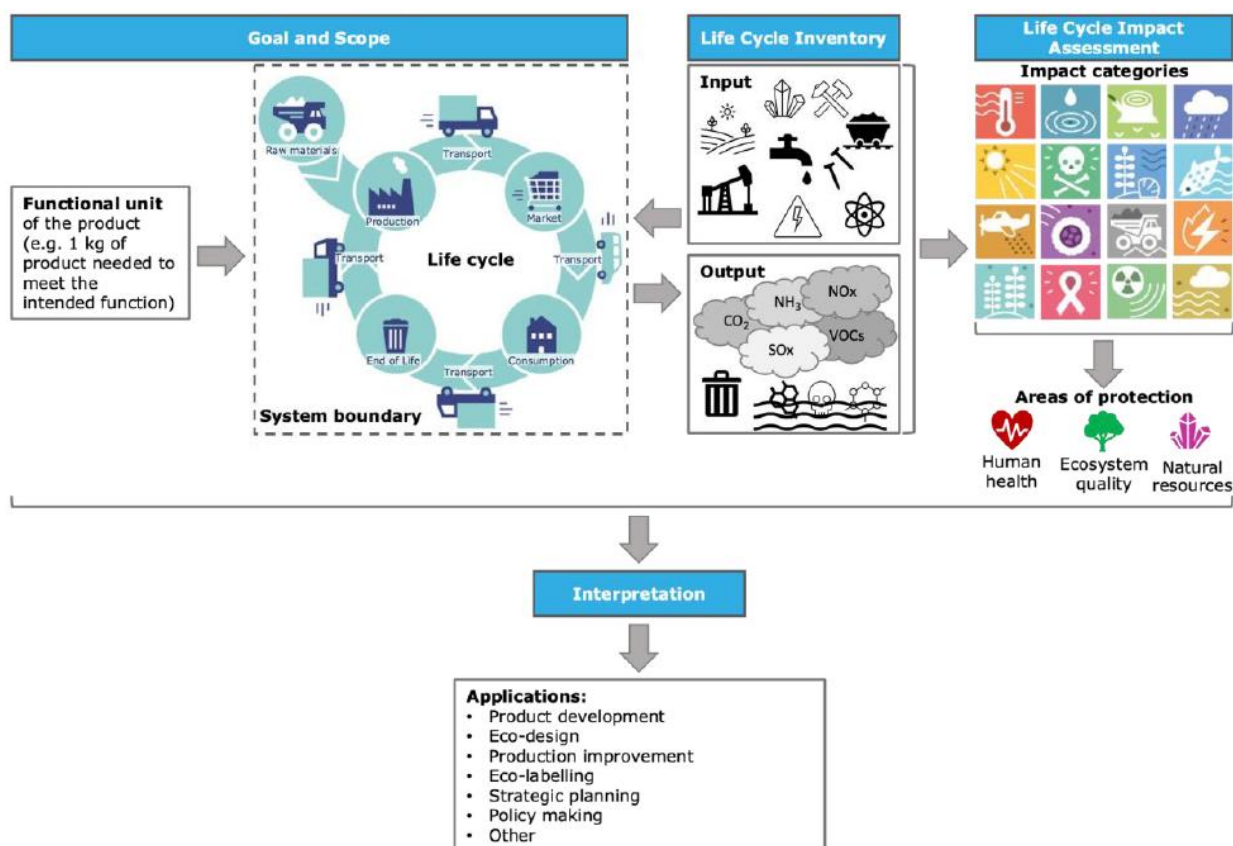 Goal and Scope
Life Cycle Inventory
Life Cycle Impact
Assessment
Functional unit
of the product
(e.g. 1 kg of
product needed to
meet the
intended function)
Raw materials
Transport
Production
Market
Transport
Life cycle
Transport
End of Life
Consumption
Transport
System boundary
Input
Output
CO2
NH3
NOx
SOx
VOCs
Impact categories
Areas of protection
Human
health
Ecosystem
quality
Natural
resources
Interpretation
Applications:
• Product development
• Eco-design
• Production improvement
• Eco-labelling
• Strategic planning
• Policy making
• Other